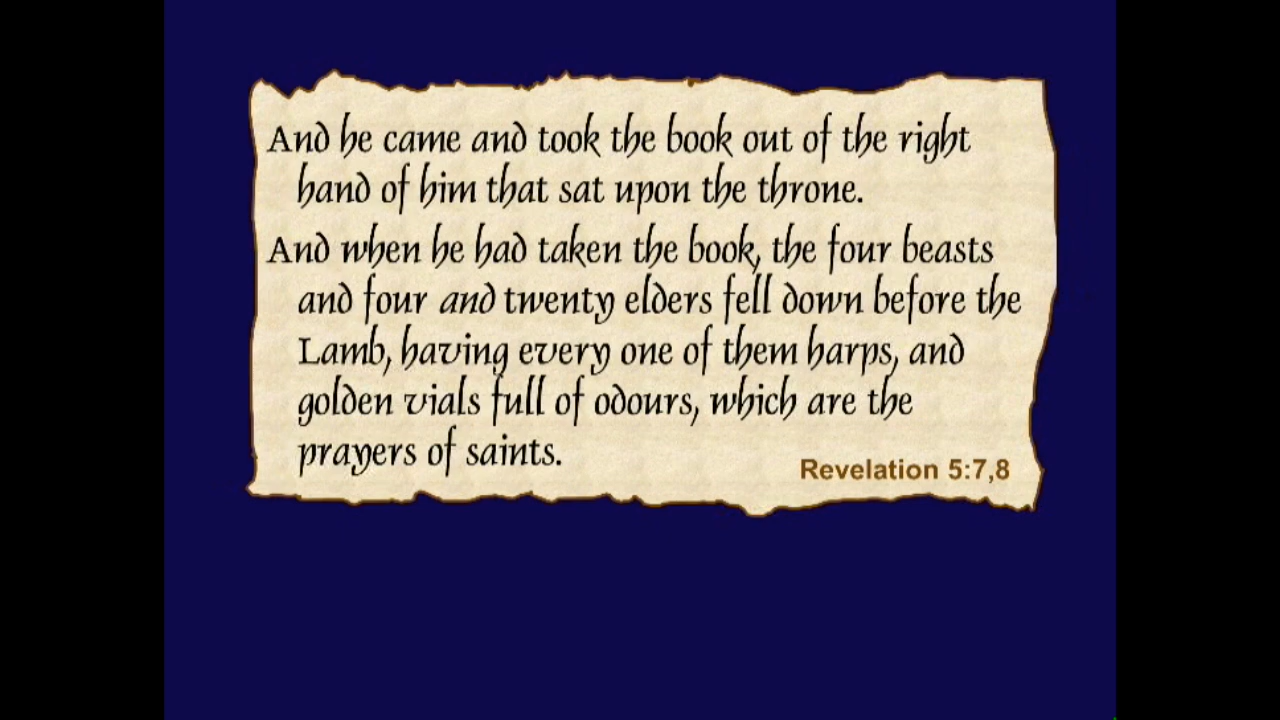 And he came and took the book out of the right
hand of him that sat upon the throne.
And when he had taken the book, the four beasts
and four and twenty elders fell down before the
Lamb, having every one of them harps, and
golden vials full of odours, which are the
prayers of saints.
Revelation 5:7,8